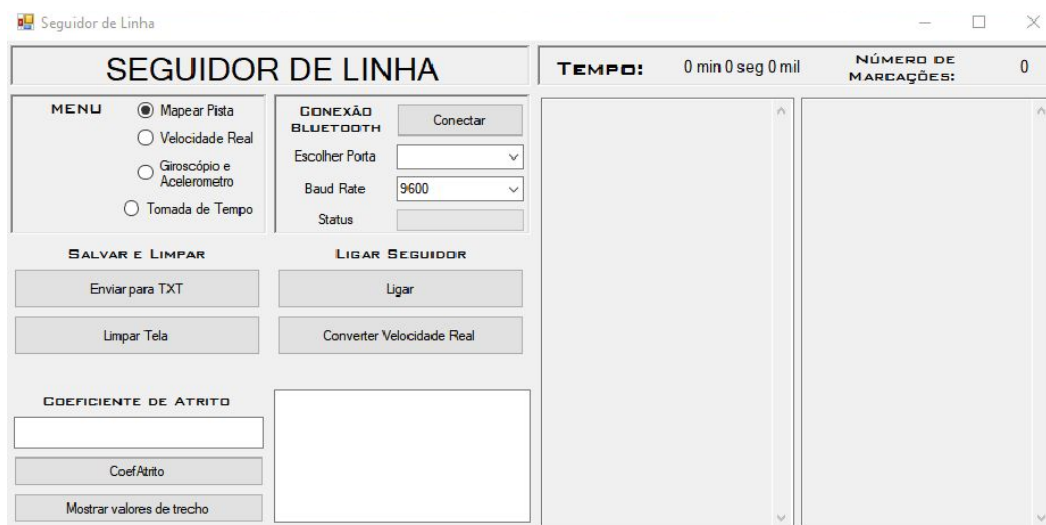 Seguidor de Linha
SEGUIDOR DE LINHA
TEMPO: 0 min 0 seg 0 mil
NÚMERO DE
MARCAÇÕES: 0
MENU
Mapear Pista
Velocidade Real
Giroscópio e
Acelerometro
Tomada de Tempo
CONEXÃO
BLUETOOTH
Conectar
Escolher Porta
Baud Rate 9600
Status
SALVAR E LIMPAR
Enviar para TXT
Limpar Tela
LIGAR SEGUIDOR
Ligar
Converter Velocidade Real
COEFICIENTE DE ATRITO
CoefAtrito
Mostrar valores de trecho